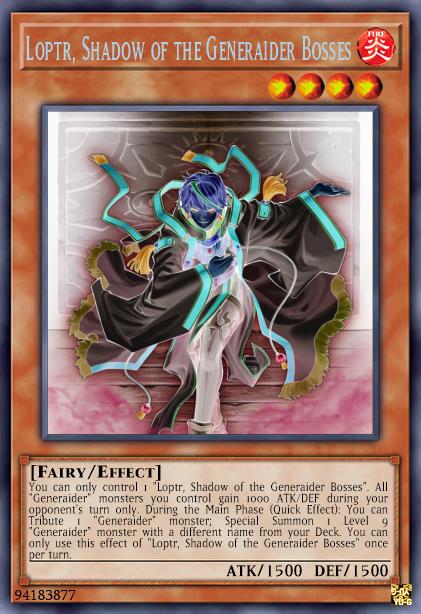 Loptr, Shadow of the Generaider Bosses
FIRE
炎
[Fairy/Effect]
You can only control 1 "Loptr, Shadow of the Generaider Bosses". All
"Generaider" monsters you control gain 1000 ATK/DEF during your
opponent's turn only. During the Main Phase (Quick Effect): You can
Tribute 1 "Generaider" monster; Special Summon 1 Level 9
"Generaider" monster with a different name from your Deck. You can
only use this effect of "Loptr, Shadow of the Generaider Bosses" once
per turn.
ATK/1500 DEF/1500
94183877